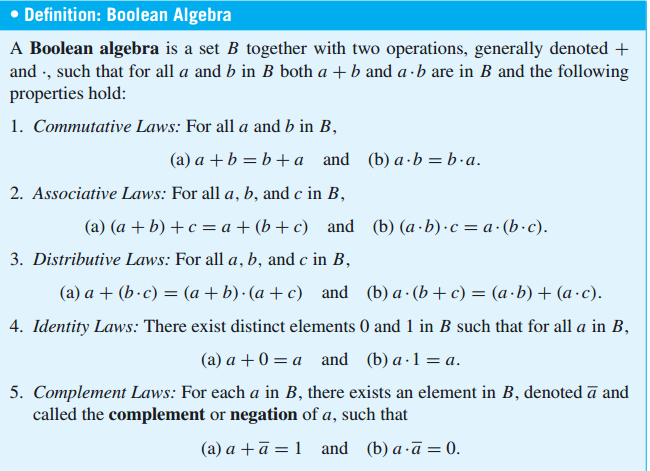 • Definition: Boolean Algebra
A Boolean algebra is a set B together with two operations, generally denoted +
and ·, such that for all a and b in B both a + b and a · b are in B and the following
properties hold:
1. Commutative Laws: For all a and b in B,
(a) a + b = b + a and (b) a · b = b · a.
2. Associative Laws: For all a, b, and c in B,
(a) (a + b) + c = a + (b + c) and (b) (a · b) · c = a · (b · c).
3. Distributive Laws: For all a, b, and c in B,
(a) a + (b · c) = (a + b) · (a + c) and (b) a · (b + c) = (a · b) + (a · c).
4. Identity Laws: There exist distinct elements 0 and 1 in B such that for all a in B,
(a) a + 0 = a and (b) a · 1 = a.
5. Complement Laws: For each a in B, there exists an element in B, denoted a̅ and
called the complement or negation of a, such that
(a) a + a̅ = 1 and (b) a · a̅ = 0.